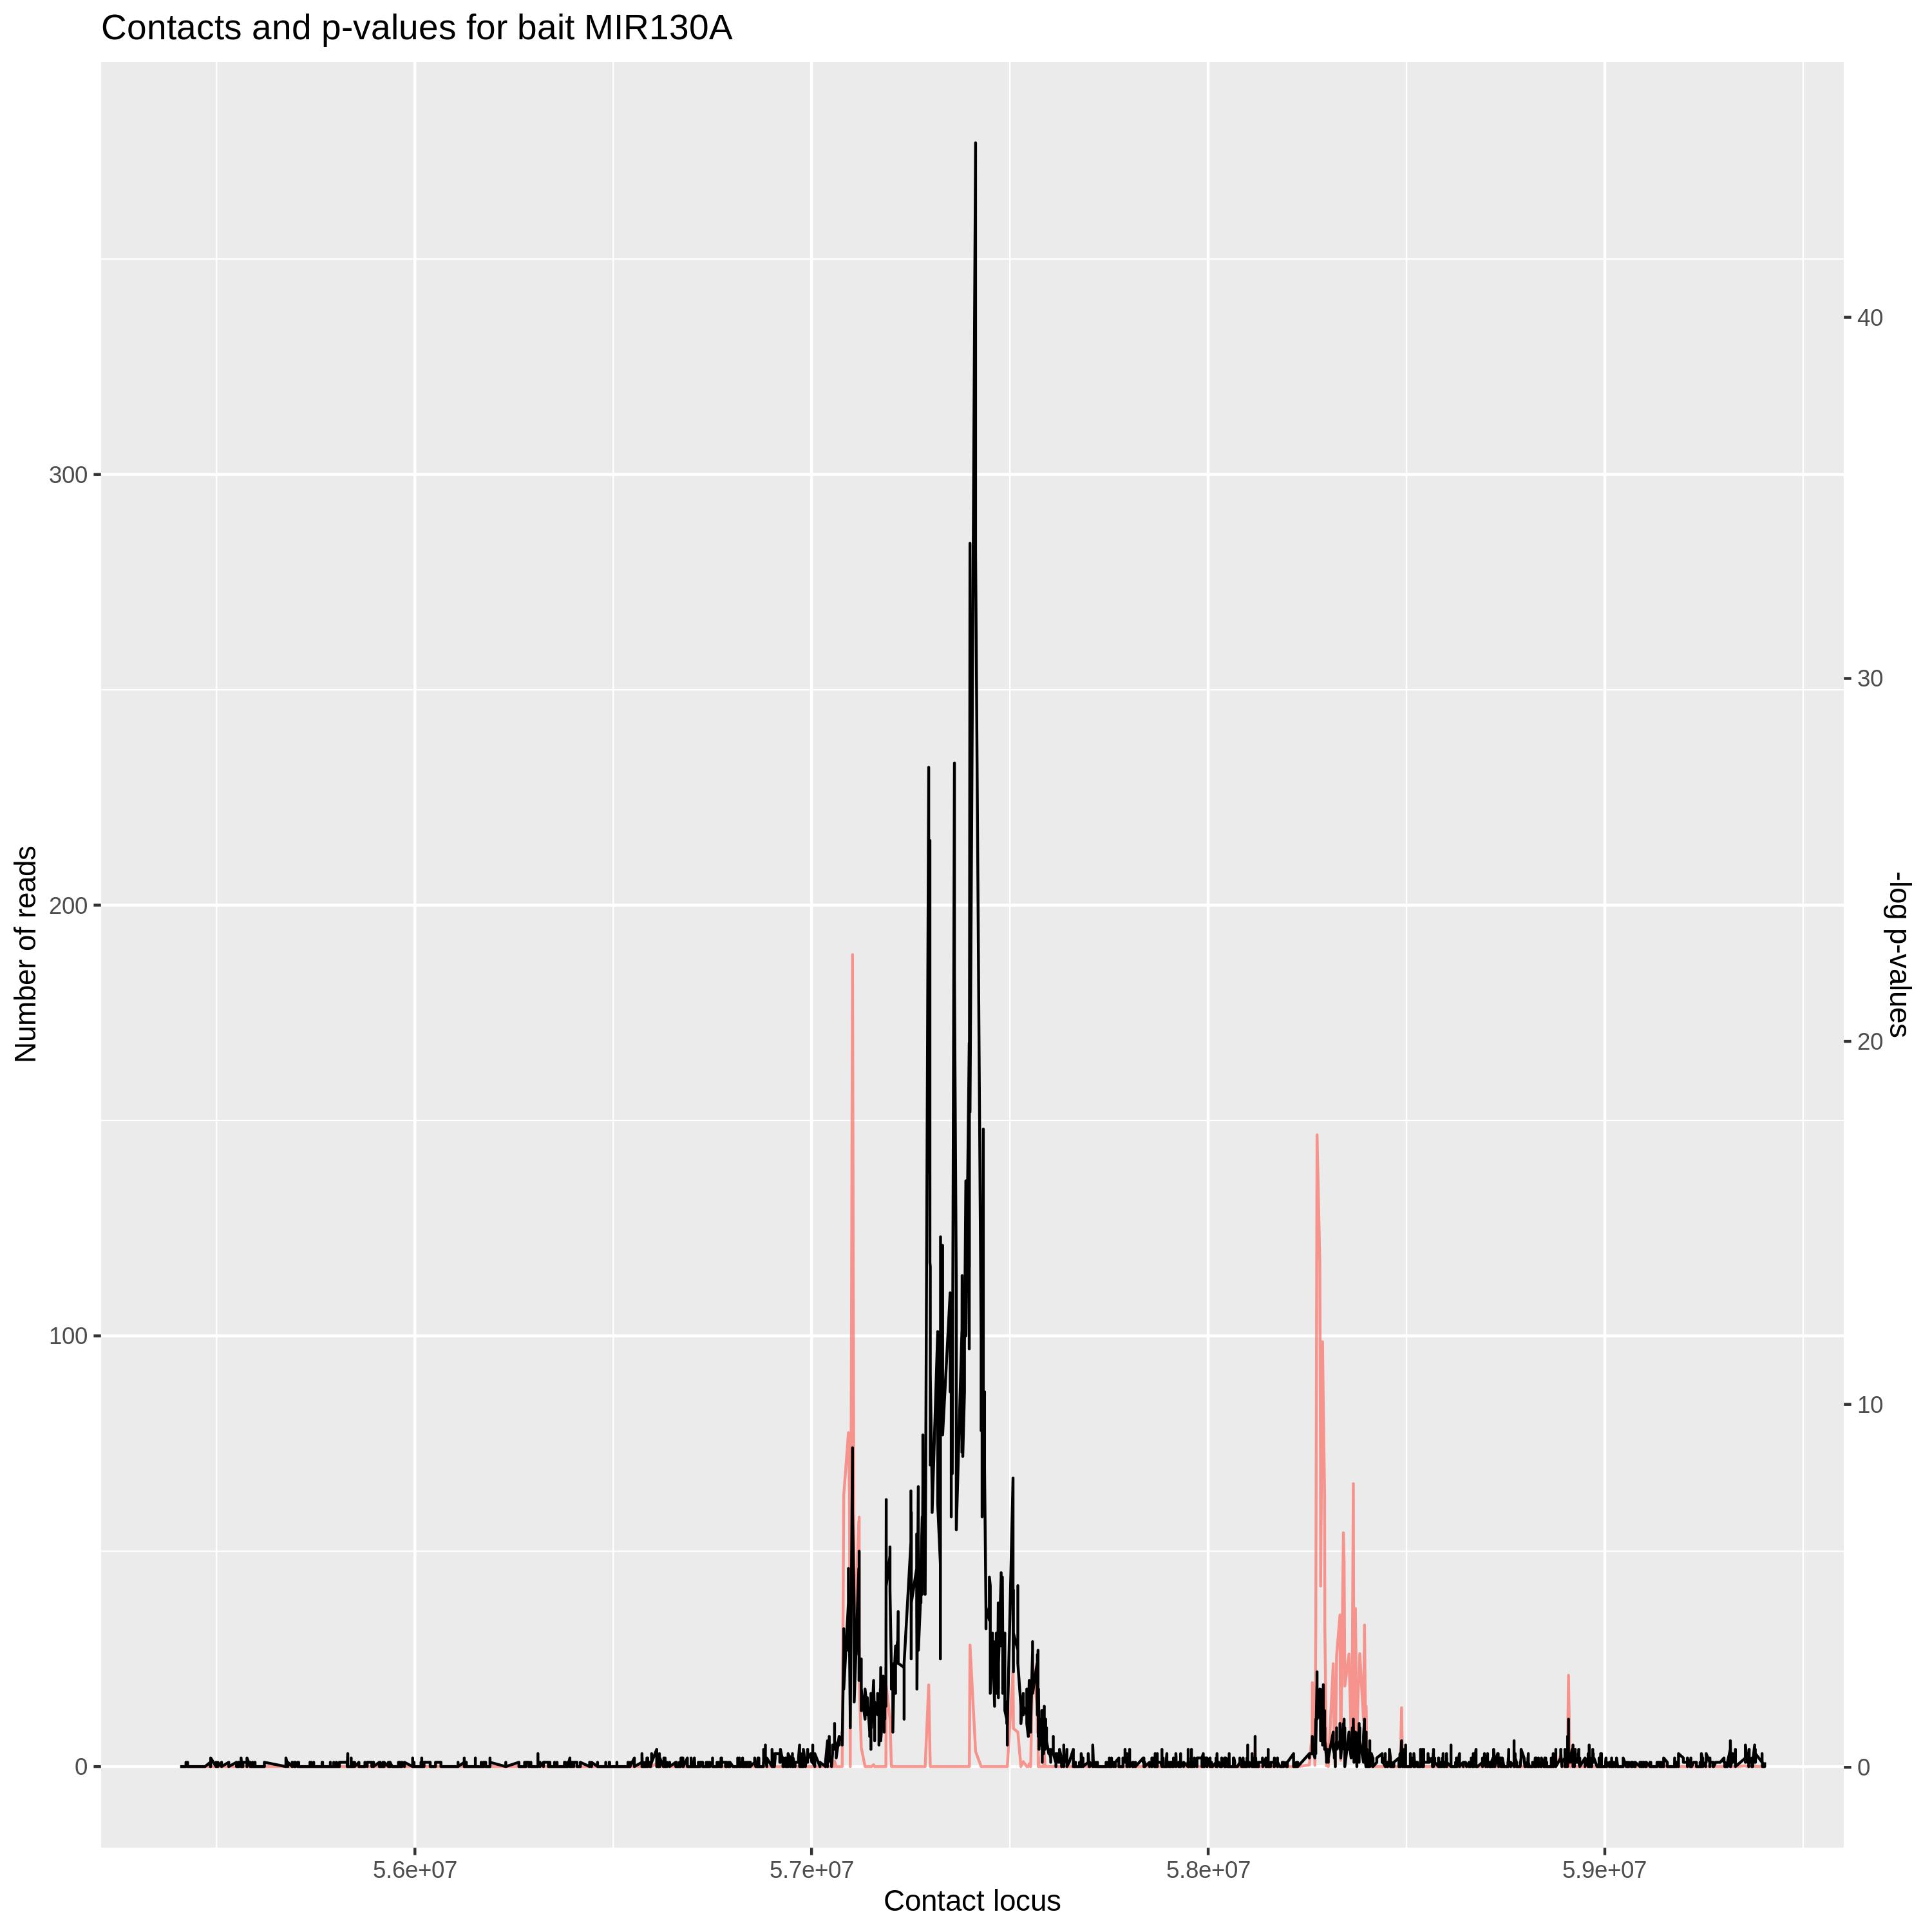 Contacts and p-values for bait MIR130A
Number of reads
300
200
100
0
40
30
20
10
0
-log p-values
5.6e+07
5.7e+07
5.8e+07
5.9e+07
Contact locus